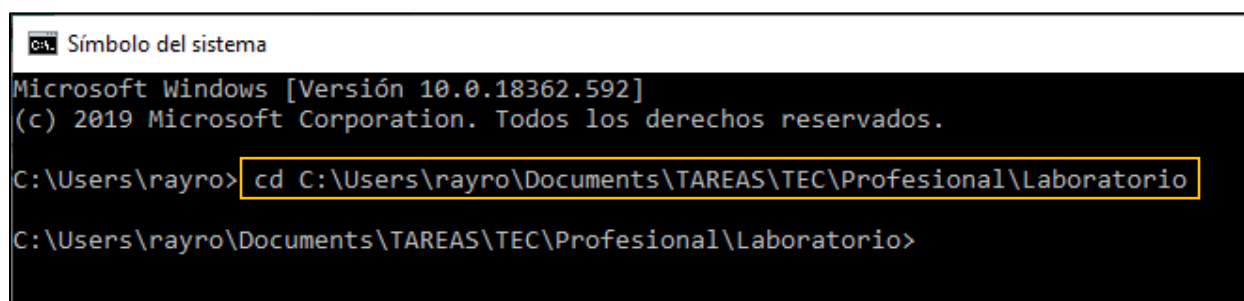 Símbolo del sistema
Microsoft Windows [Versión 10.0.18362.592]
(c) 2019 Microsoft Corporation. Todos los derechos reservados.
C:\Users\rayro> cd C:\Users\rayro\Documents\TAREAS\TEC\Profesional\Laboratorio
C:\Users\rayro\Documents\TAREAS\TEC\Profesional\Laboratorio>